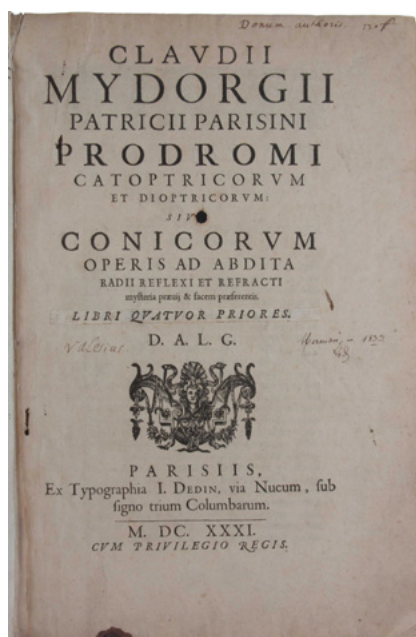 Donum authoris.
CLAVDII
MYDORGII
PATRICII PARISINI
PRODROMI
CATOPTRICORVM
ET DIOPTRICORVM:
SIVE
CONICORVM
OPERIS AD ABDITA
RADII REFLEXI ET REFRACTI
mysteria præuij & facem præferentis.
LIBRI QVATVOR PRIORES.
D. A. L. G.
Valesius.
PARISIIS,
Ex Typographia I. DEDIN, via Nucum, sub
signo trium Columbarum.
M. DC. XXXI.
CVM PRIVILEGIO REGIS.